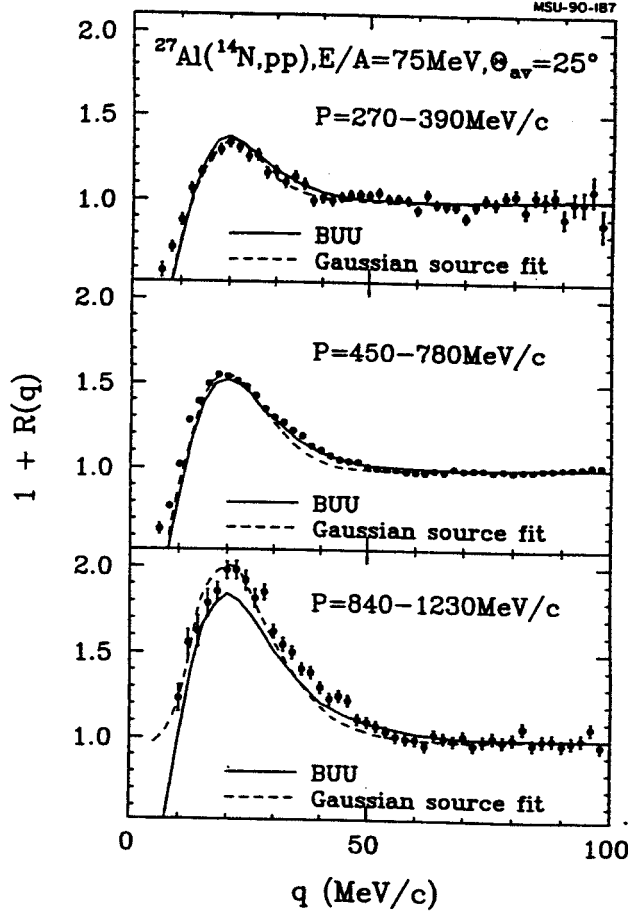 MSU-90-187
²⁷Al(¹⁴N,pp),E/A=75MeV,Θav=25°
P=270-390MeV/c
BUU
Gaussian source fit
2.0
1.5
1.0
P=450-780MeV/c
BUU
Gaussian source fit
2.0
1.5
1.0
P=840-1230MeV/c
BUU
Gaussian source fit
2.0
1.5
1.0
1 + R(q)
0
50
100
q (MeV/c)